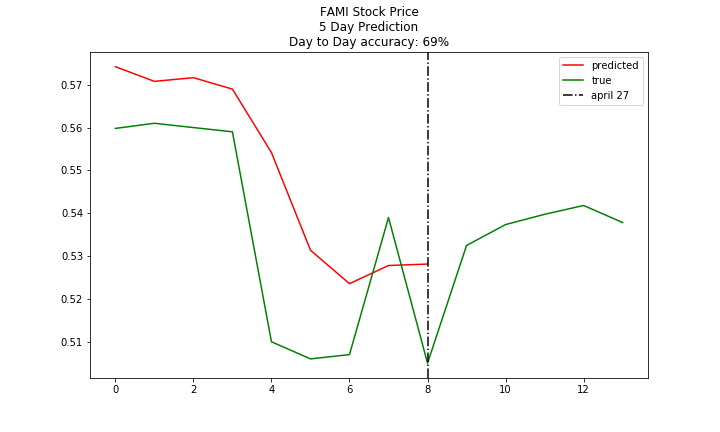 FAMI Stock Price
5 Day Prediction
Day to Day accuracy: 69%
predicted
true
april 27
0.57
0.56
0.55
0.54
0.53
0.52
0.51
0 2 4 6 8 10 12